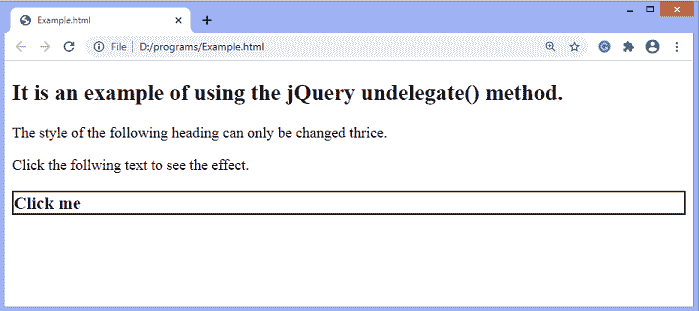 Example.html
File | D:/programs/Example.html
It is an example of using the jQuery undelegate() method.
The style of the following heading can only be changed thrice.
Click the follwing text to see the effect.
Click me